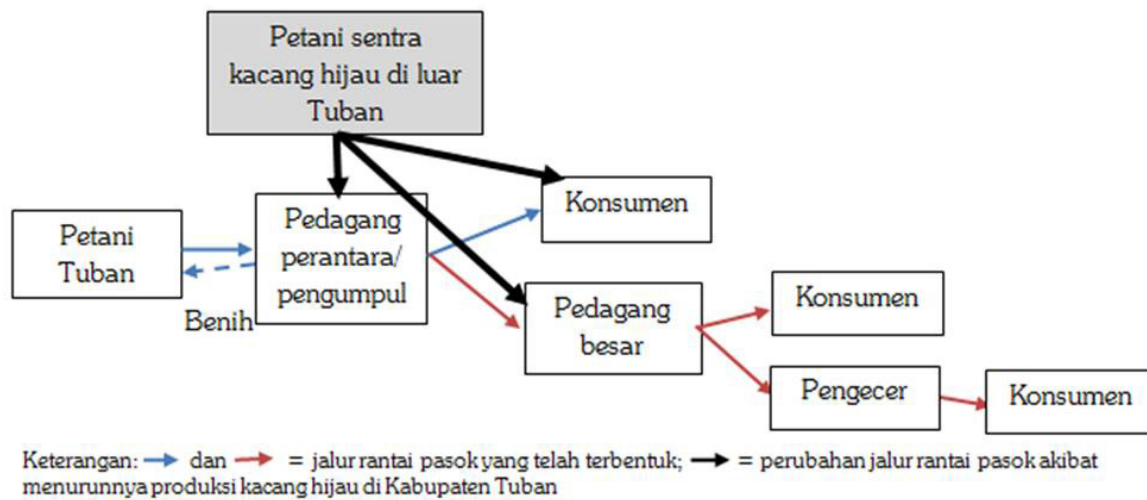 Petani sentra
kacang hijau di luar
Tuban
Petani
Tuban
Benih
Pedagang
perantara/
pengumpul
Konsumen
Pedagang
besar
Konsumen
Pengecer
Konsumen
Keterangan: → dan → = jalur rantai pasok yang telah terbentuk; → = perubahan jalur rantai pasok akibat
menurunnya produksi kacang hijau di Kabupaten Tuban